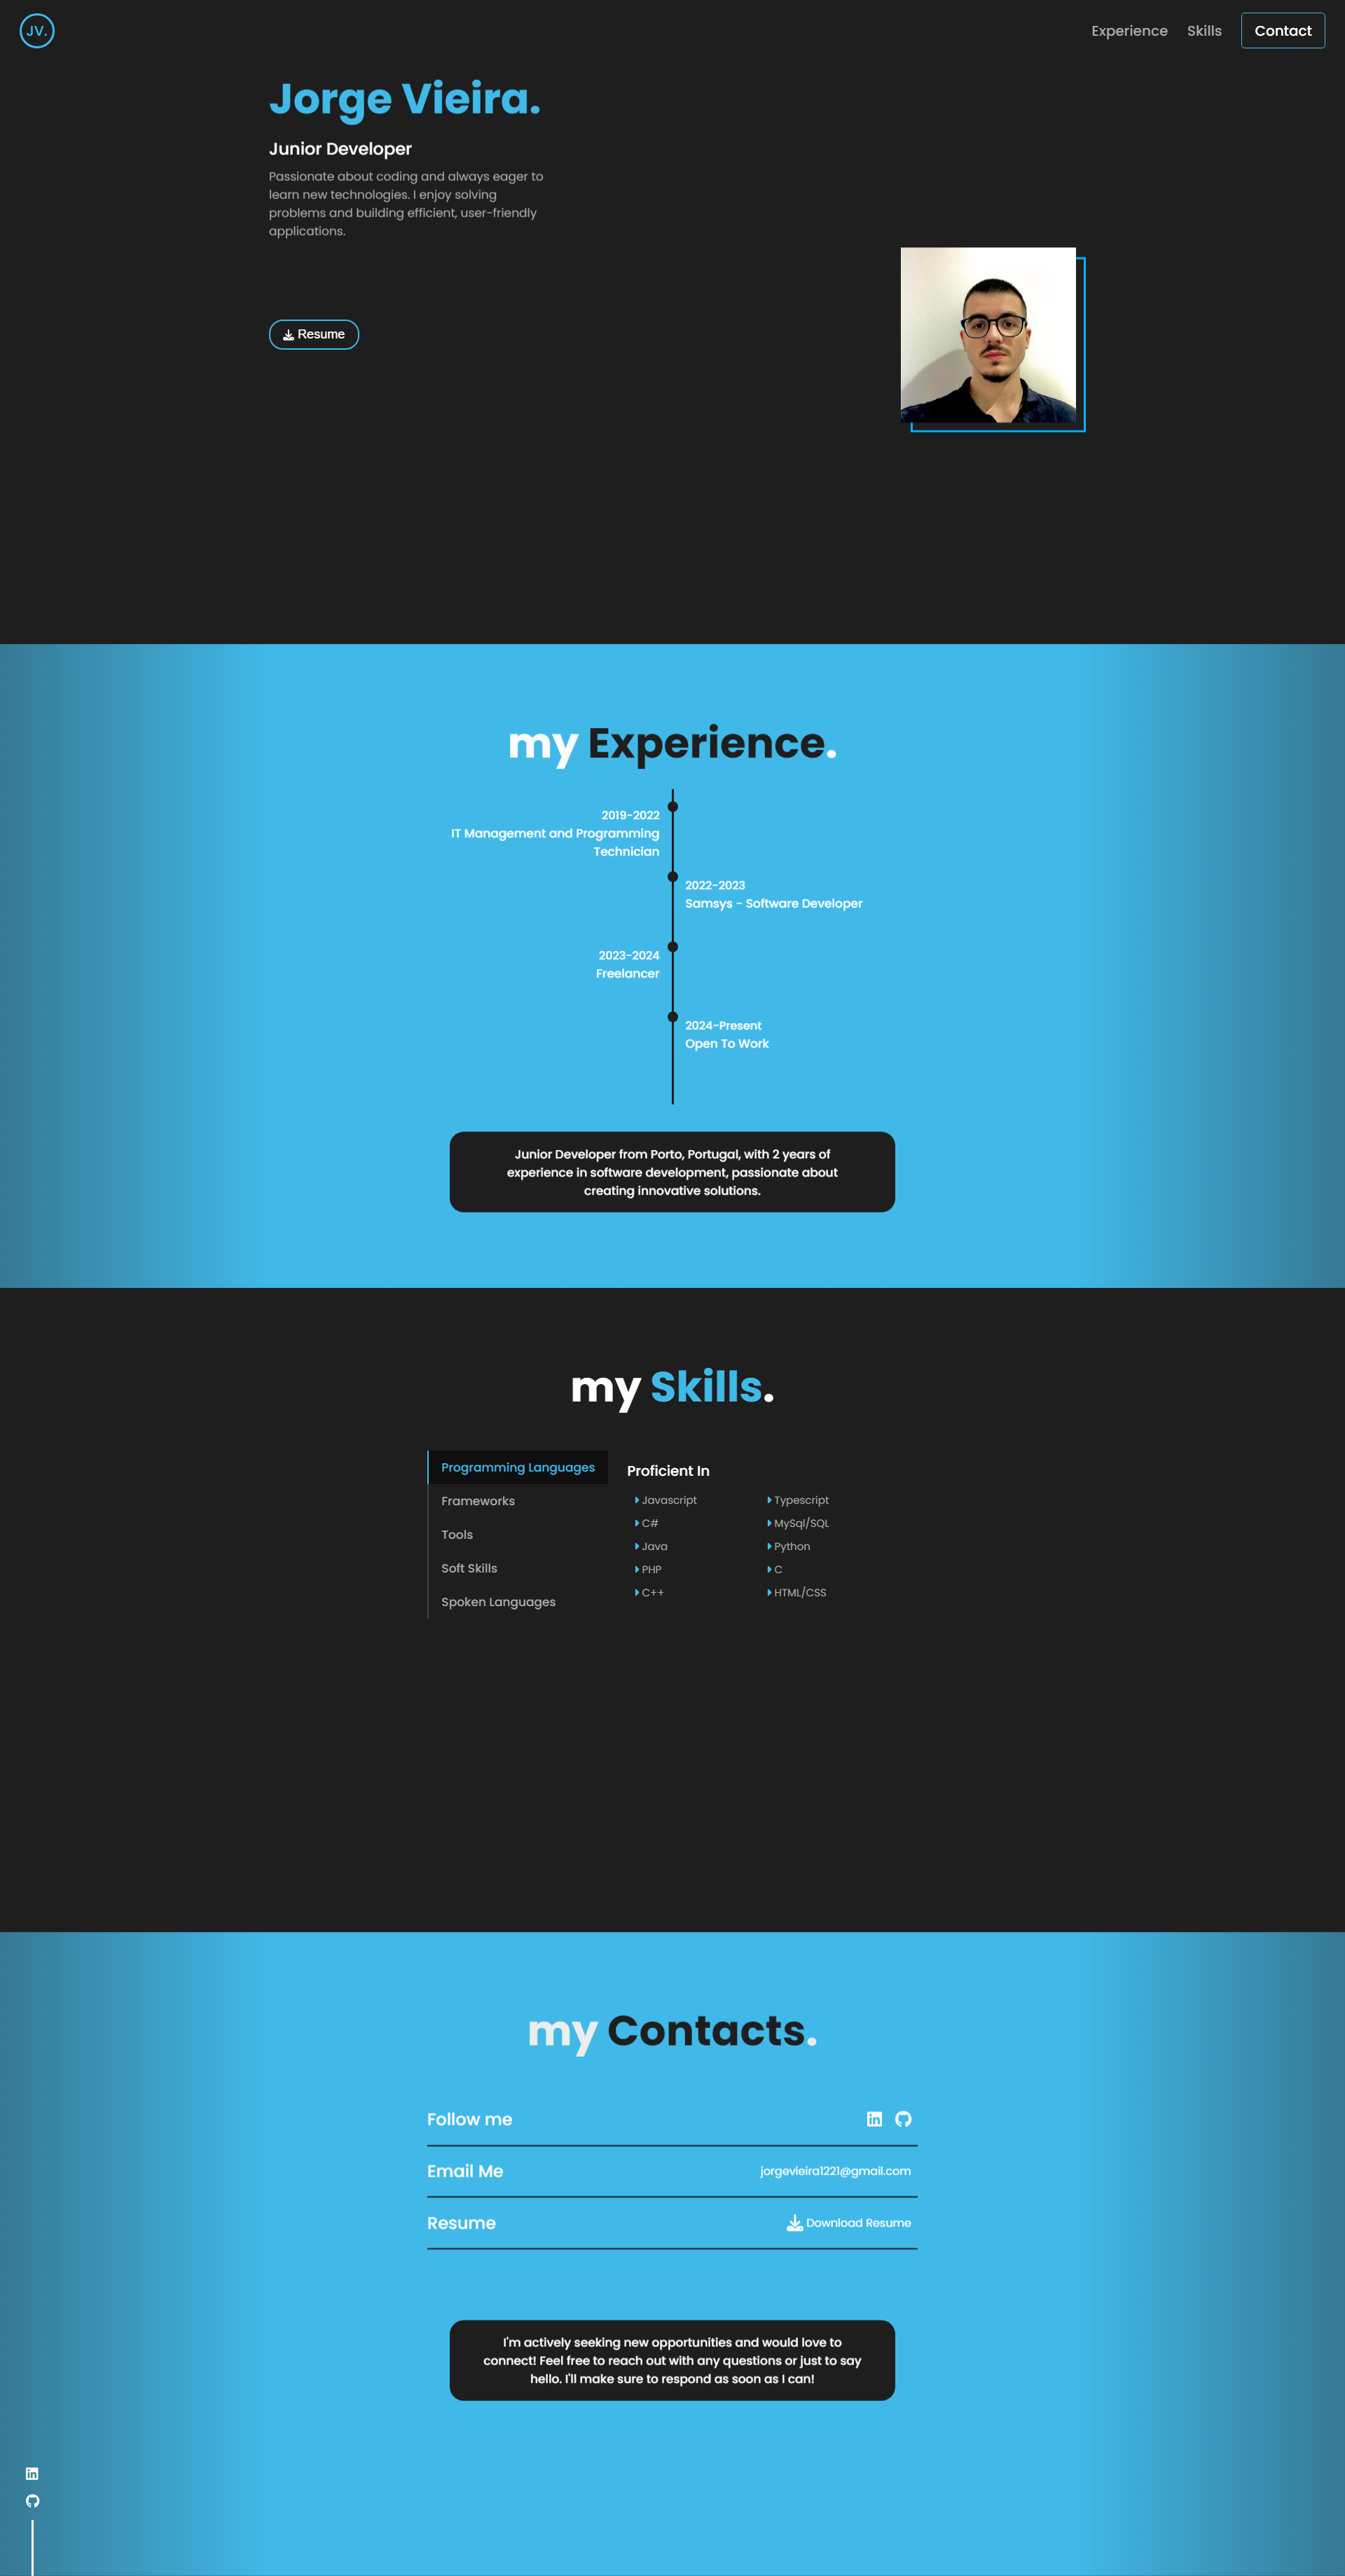 JV.
Experience Skills Contact
Jorge Vieira.
Junior Developer
Passionate about coding and always eager to
learn new technologies. I enjoy solving
problems and building efficient, user-friendly
applications.
Resume
my Experience.
2019-2022
IT Management and Programming
Technician
2022-2023
Samsys - Software Developer
2023-2024
Freelancer
2024-Present
Open To Work
Junior Developer from Porto, Portugal, with 2 years of
experience in software development, passionate about
creating innovative solutions.
my Skills.
Programming Languages
Frameworks
Tools
Soft Skills
Spoken Languages
Proficient In
Javascript Typescript
C# MySql/SQL
Java Python
PHP C
C++ HTML/CSS
my Contacts.
Follow me
Email Me jorgevieira1221@gmail.com
Resume Download Resume
I'm actively seeking new opportunities and would love to
connect! Feel free to reach out with any questions or just to say
hello. I'll make sure to respond as soon as I can!